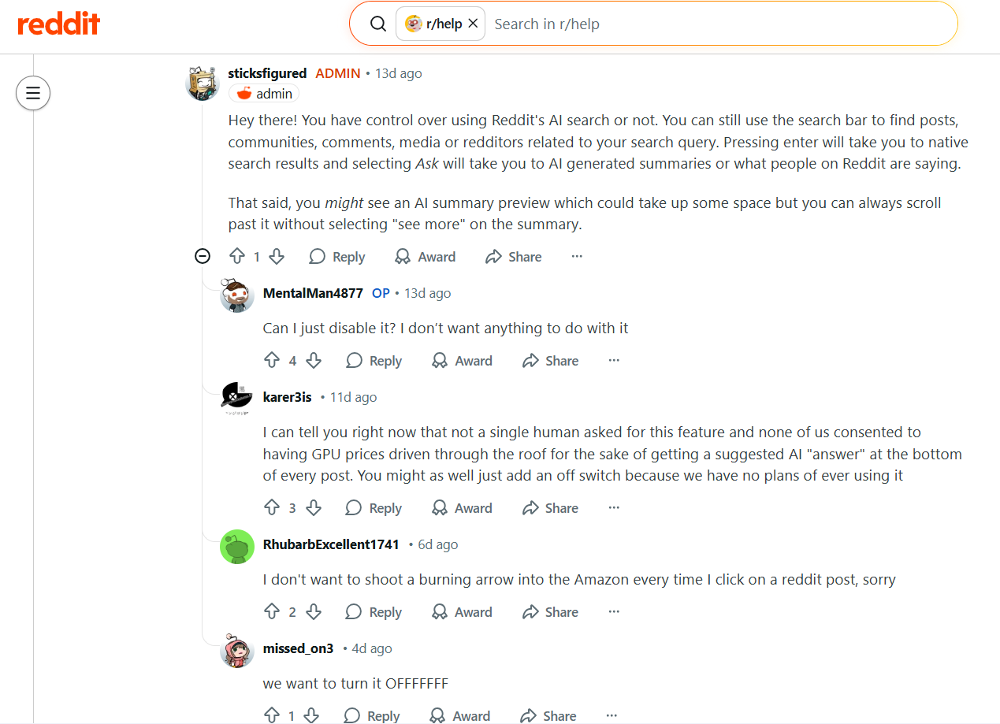 reddit
r/help
Search in r/help
sticksfigured ADMIN • 13d ago
admin
Hey there! You have control over using Reddit's AI search or not. You can still use the search bar to find posts,
communities, comments, media or redditors related to your search query. Pressing enter will take you to native
search results and selecting Ask will take you to AI generated summaries or what people on Reddit are saying.
That said, you might see an AI summary preview which could take up some space but you can always scroll
past it without selecting "see more" on the summary.
1 Reply Award Share
MentalMan4877 OP • 13d ago
Can I just disable it? I don’t want anything to do with it
4 Reply Award Share
karer3is • 11d ago
I can tell you right now that not a single human asked for this feature and none of us consented to
having GPU prices driven through the roof for the sake of getting a suggested AI "answer" at the bottom
of every post. You might as well just add an off switch because we have no plans of ever using it
3 Reply Award Share
RhubarbExcellent1741 • 6d ago
I don't want to shoot a burning arrow into the Amazon every time I click on a reddit post, sorry
2 Reply Award Share
missed_on3 • 4d ago
we want to turn it OFFFFFFF
1 Reply Award Share